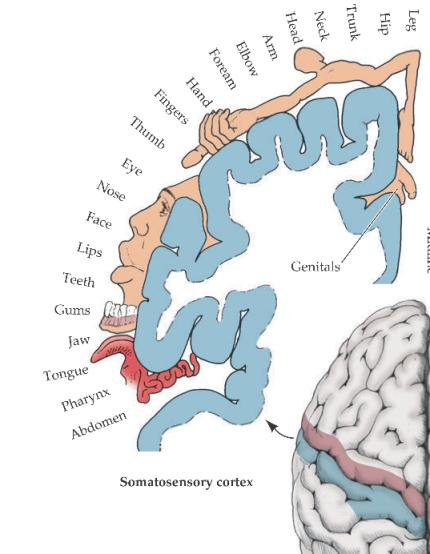 Leg
Hip
Trunk
Neck
Head
Arm
Elbow
Foream
Hand
Fingers
Thumb
Eye
Nose
Face
Lips
Teeth
Gums
Jaw
Tongue
Pharynx
Abdomen
Genitals
Somatosensory cortex